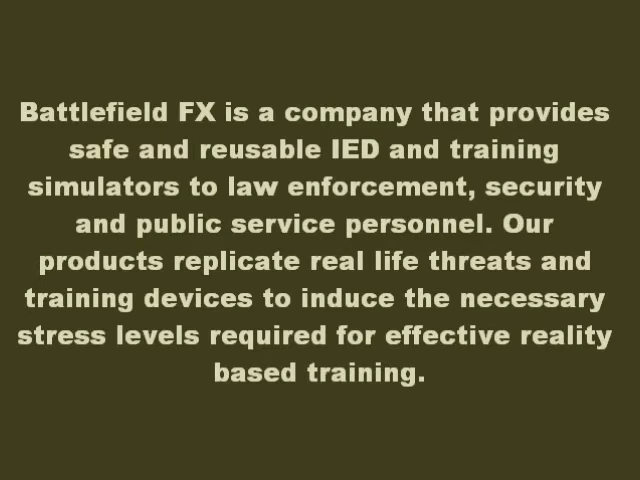 Battlefield FX is a company that provides
safe and reusable IED and training
simulators to law enforcement, security
and public service personnel. Our
products replicate real life threats and
training devices to induce the necessary
stress levels required for effective reality
based training.